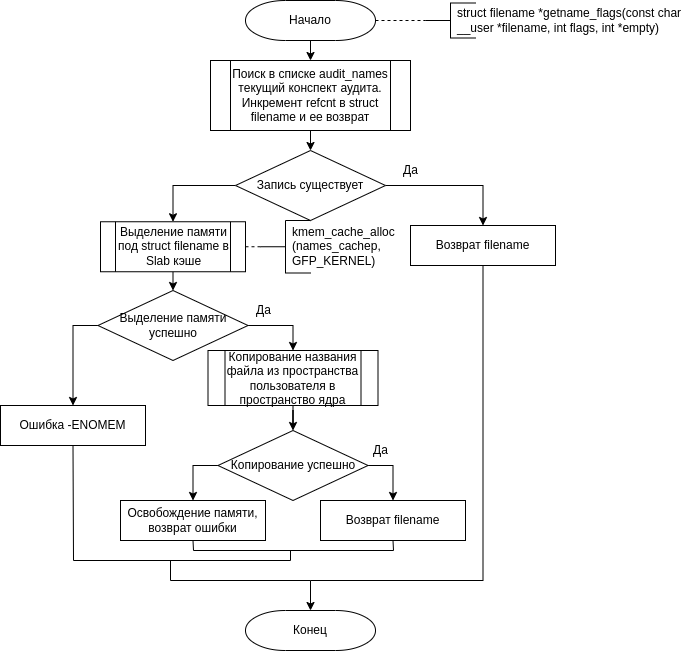 Начало
struct filename *getname_flags(const char
__user *filename, int flags, int *empty)
Поиск в списке audit_names
текущий конспект аудита.
Инкремент refcnt в struct
filename и ее возврат
Запись существует
Да
Выделение памяти
под struct filename в
Slab кэше
kmem_cache_alloc
(names_cachep,
GFP_KERNEL)
Возврат filename
Выделение памяти
успешно
Да
Копирование названия
файла из пространства
пользователя в
пространство ядра
Ошибка -ENOMEM
Копирование успешно
Да
Освобождение памяти,
возврат ошибки
Возврат filename
Конец